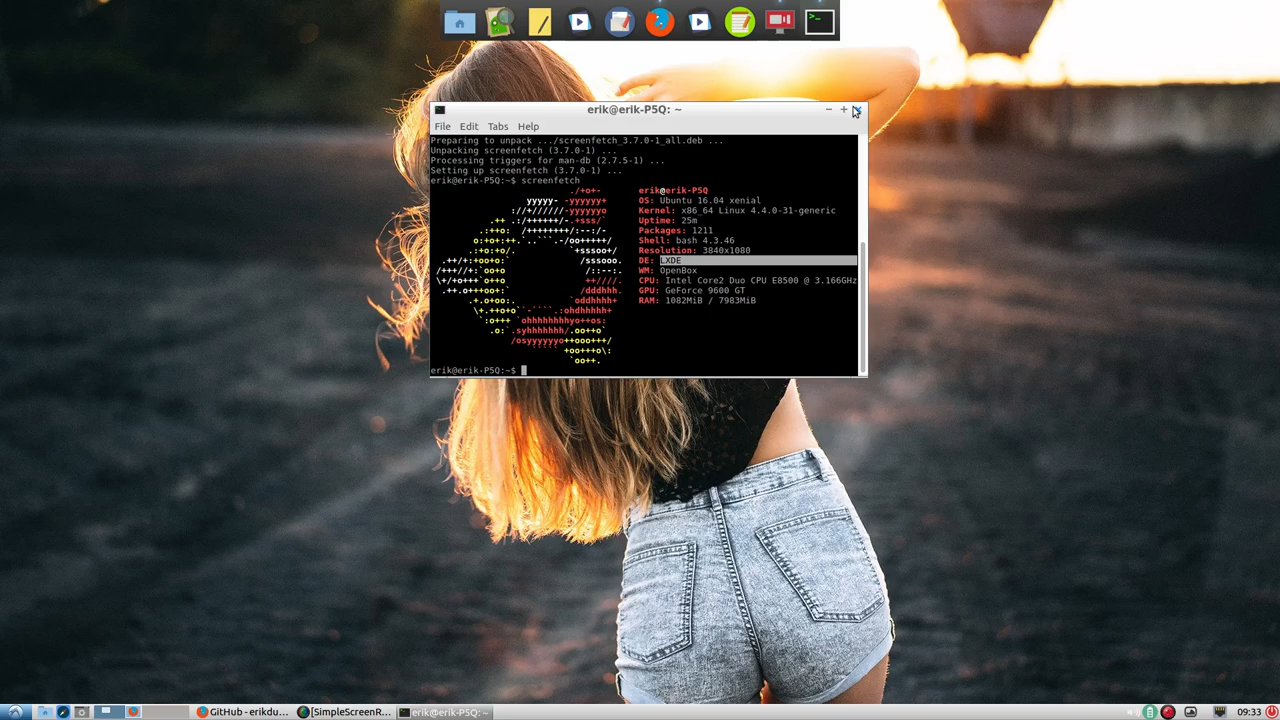 erik@erik-P5Q: ~
File Edit Tabs Help
Preparing to unpack .../screenfetch_3.7.0-1_all.deb ...
Unpacking screenfetch (3.7.0-1) ...
Processing triggers for man-db (2.7.5-1) ...
Setting up screenfetch (3.7.0-1) ...
erik@erik-P5Q:~$ screenfetch
erik@erik-P5Q
OS: Ubuntu 16.04 xenial
Kernel: x86_64 Linux 4.4.0-31-generic
Uptime: 25m
Packages: 1211
Shell: bash 4.3.46
Resolution: 3840x1080
DE: LXDE
WM: OpenBox
CPU: Intel Core2 Duo CPU E8500 @ 3.166GHz
GPU: GeForce 9600 GT
RAM: 1082MiB / 7983MiB
erik@erik-P5Q:~$
GitHub - erikdu... [SimpleScreenR... erik@erik-P5Q: ~ 09:33